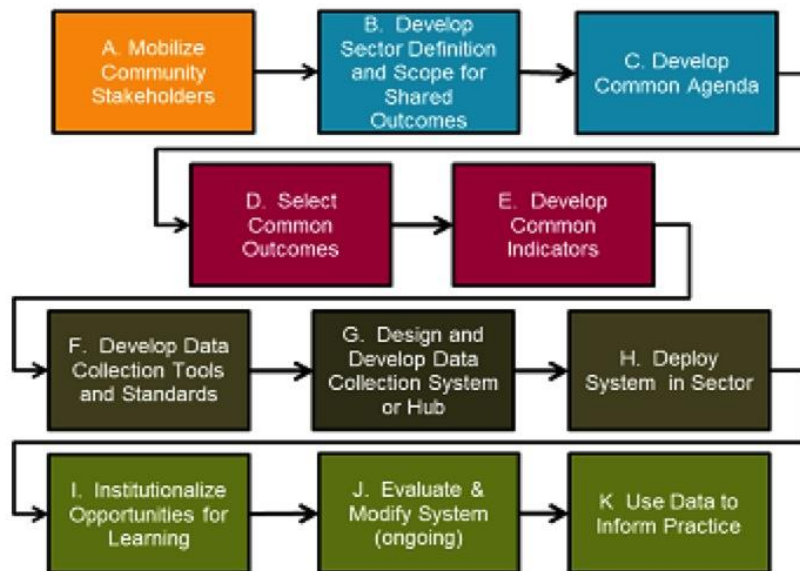 A. Mobilize
Community
Stakeholders
B. Develop
Sector Definition
and Scope for
Shared
Outcomes
C. Develop
Common Agenda
D. Select
Common
Outcomes
E. Develop
Common
Indicators
F. Develop Data
Collection Tools
and Standards
G. Design and
Develop Data
Collection System
or Hub
H. Deploy
System in Sector
I. Institutionalize
Opportunities for
Learning
J. Evaluate &
Modify System
(ongoing)
K Use Data to
Inform Practice